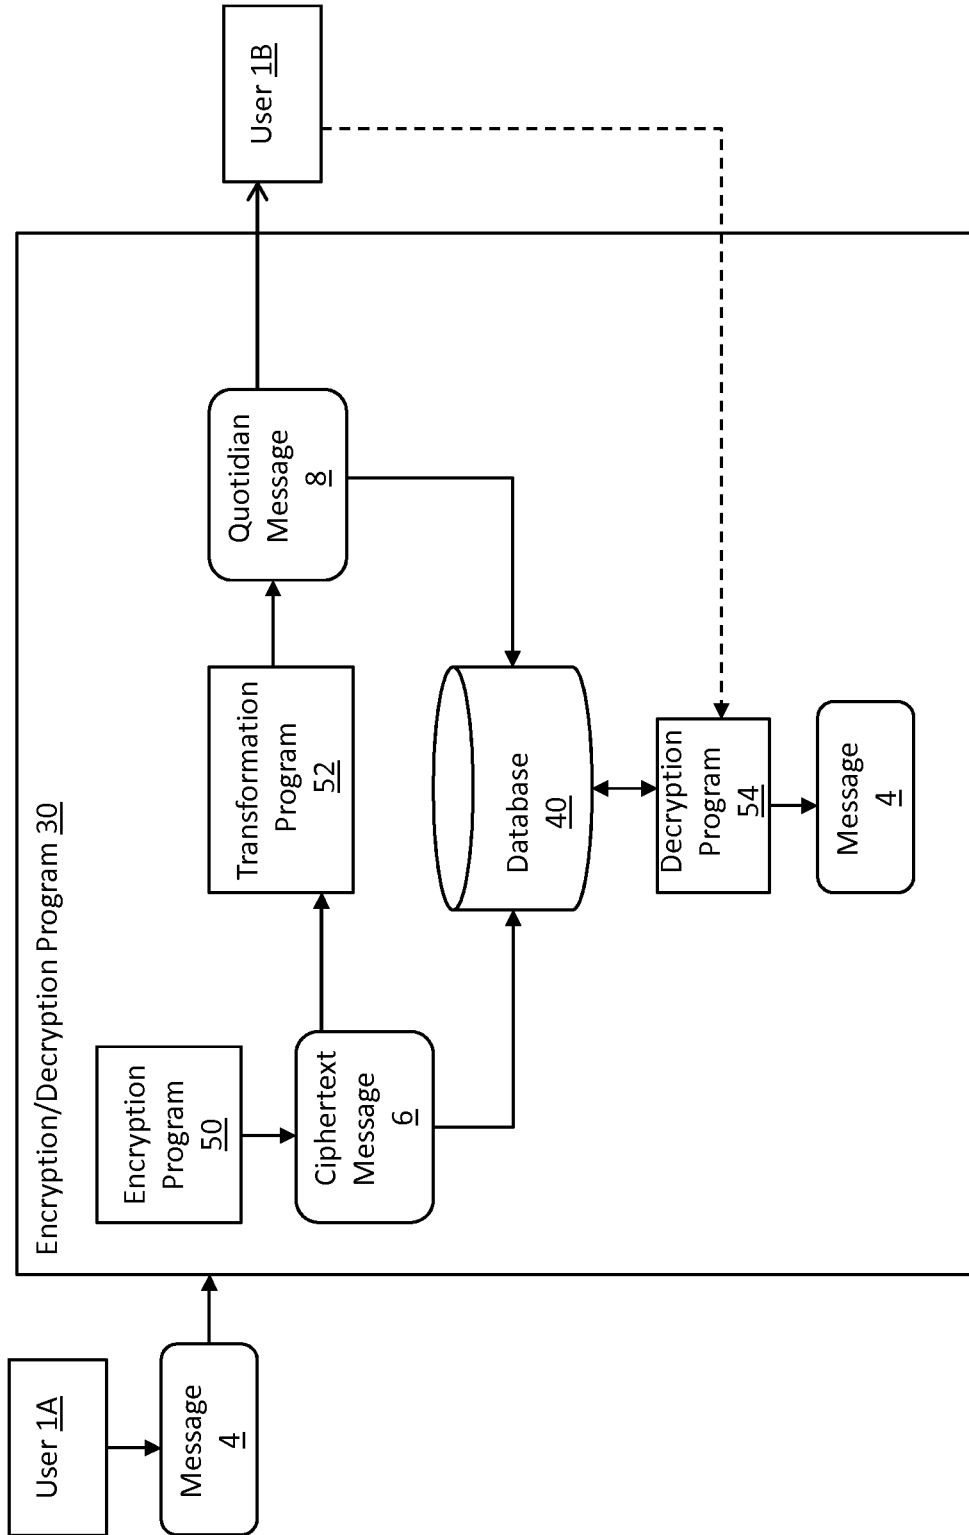 User 1A
Message
4
Encryption/Decryption Program 30
Encryption
Program
50
Ciphertext
Message
6
Transformation
Program
52
Quotidian
Message
8
User 1B
Database
40
Decryption
Program
54
Message
4